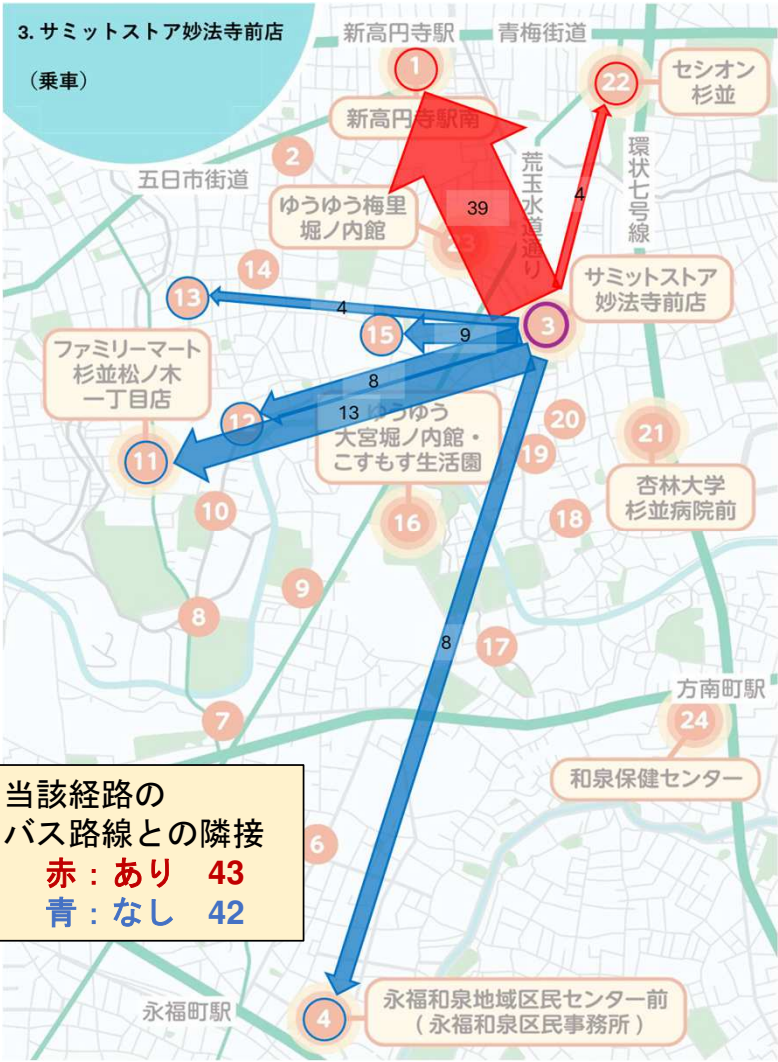 3. サミットストア妙法寺前店
（乗車）
新高円寺駅
青梅街道
1
22
セシオン
杉並
新高円寺駅南
2
五日市街道
荒玉水道通り
環状七号線
4
39
ゆうゆう梅里
堀ノ内館
23
14
13
サミットストア
妙法寺前店
4
3
15
9
ファミリーマート
杉並松ノ木
一丁目店
8
13
12
ゆうゆう
大宮堀ノ内館・
こすもす生活園
20
21
19
11
杏林大学
杉並病院前
10
16
18
9
8
8
17
方南町駅
7
24
和泉保健センター
当該経路の
バス路線との隣接
赤：あり 43
青：なし 42
6
永福町駅
4
永福和泉地域区民センター前
（永福和泉区民事務所）